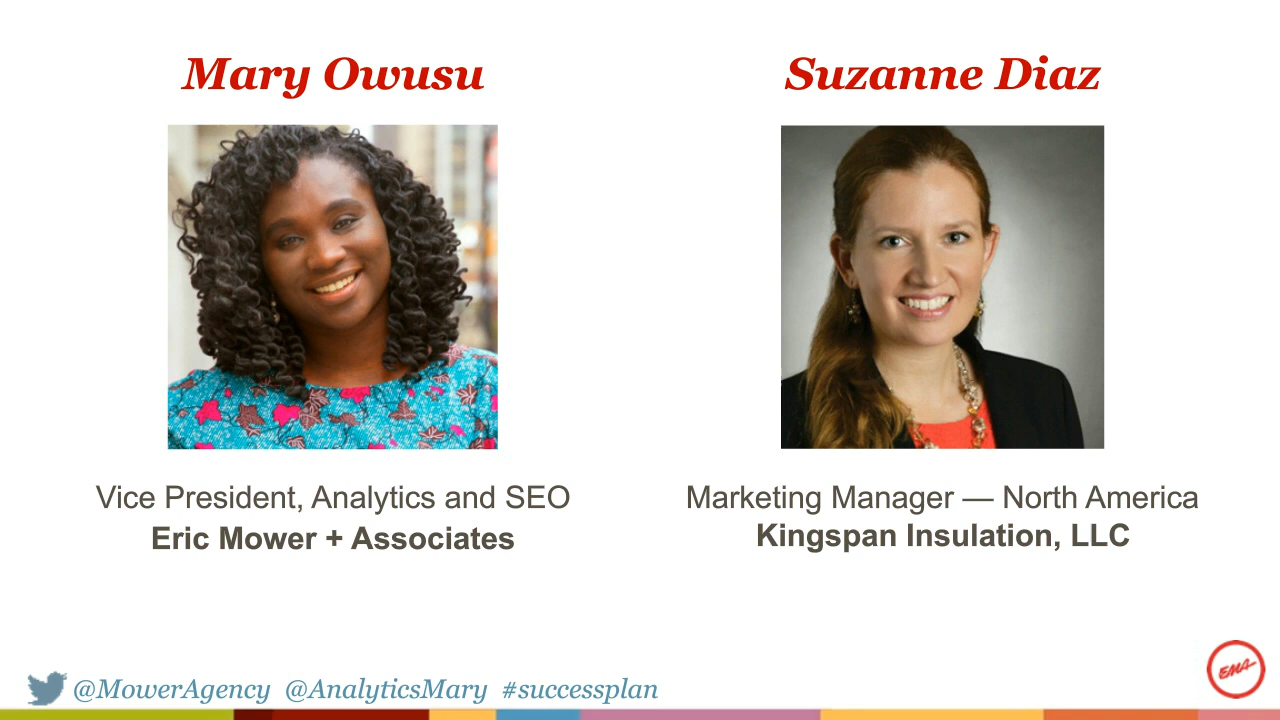 Mary Owusu
Suzanne Diaz
Vice President, Analytics and SEO
Eric Mower + Associates
Marketing Manager — North America
Kingspan Insulation, LLC
@MowerAgency @AnalyticsMary #successplan
EMA